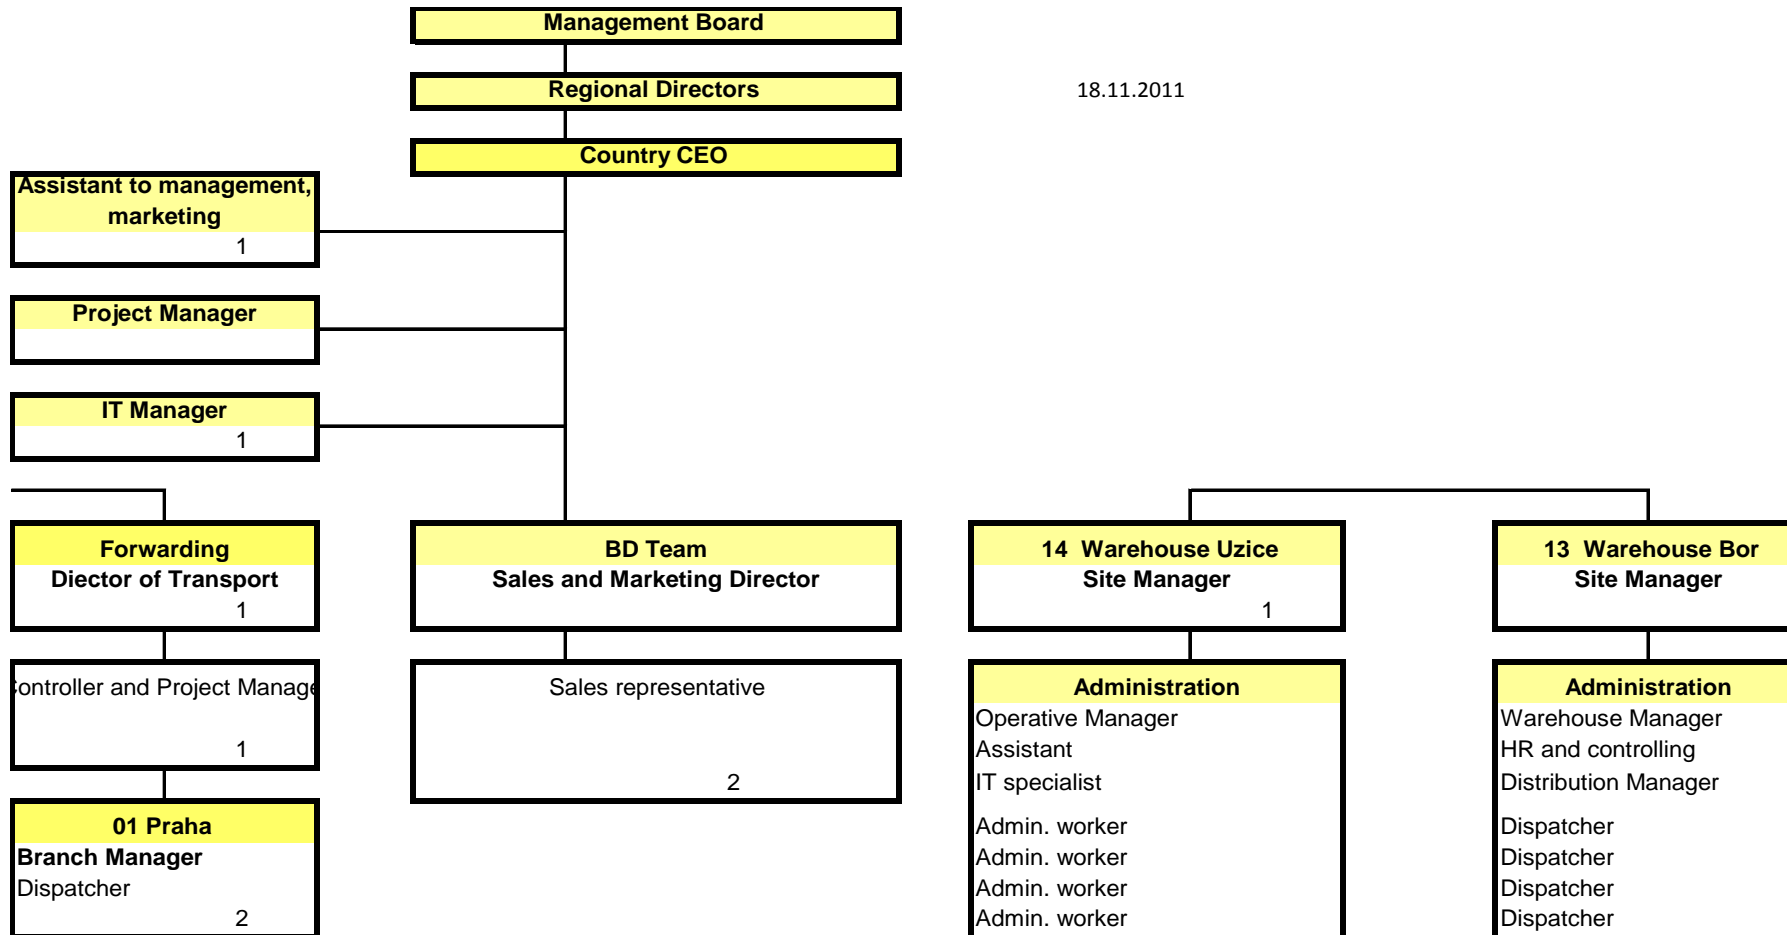 Management Board
Regional Directors
18.11.2011
Country CEO
Assistant to management,
marketing
1
Project Manager
IT Manager
1
Forwarding
Diector of Transport
1
Controller and Project Manage
1
01 Praha
Branch Manager
Dispatcher
2
BD Team
Sales and Marketing Director
Sales representative
2
14 Warehouse Uzice
Site Manager
1
Administration
Operative Manager
Assistant
IT specialist
Admin. worker
Admin. worker
Admin. worker
Admin. worker
13 Warehouse Bor
Site Manager
Administration
Warehouse Manager
HR and controlling
Distribution Manager
Dispatcher
Dispatcher
Dispatcher
Dispatcher